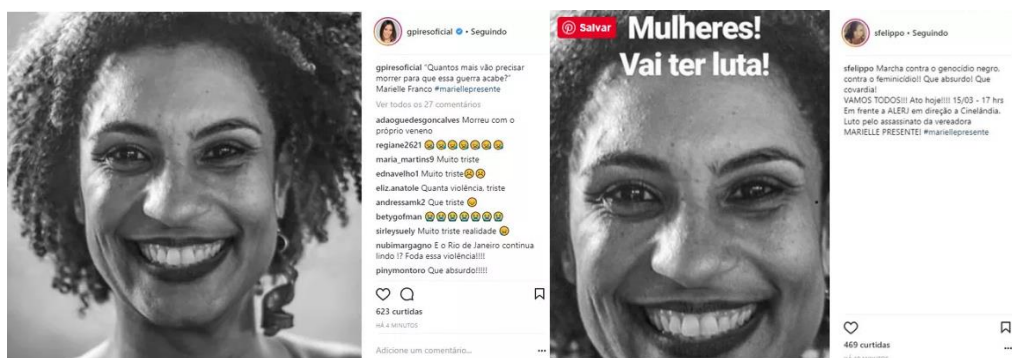 gpiresoficial • Seguindo
gpiresoficial "Quantos mais vão precisar
morrer para que essa guerra acabe?"
Marielle Franco #mariellepresente
Ver todos os 27 comentários
adaoguedesgoncalves Morreu com o
próprio veneno
regiane2621 😭😭😭😭😭😭😭
maria_martins9 Muito triste
ednavelho1 Muito triste😢😢
eliz.anatole Quanta violência, triste
andressamk2 Que triste 😞
betygofman 😭😭😭😭😭😭😭
sirleysuely Muito triste realidade 😢
nubimargagno E o Rio de Janeiro continua
lindo !? Foda essa violência!!!!
pinymontoro Que absurdo!!!!!
623 curtidas
HÁ 4 MINUTOS
Adicione um comentário...
Salvar
Mulheres!
Vai ter luta!
sfelippo • Seguindo
sfelippo Marcha contra o genocídio negro,
contra o feminicídio!! Que absurdo! Que
covardia!
VAMOS TODOS!!! Ato hoje!!!! 15/03 - 17 hrs
Em frente a ALERJ em direção a Cinelândia.
Luto pelo assassinato da vereadora
MARIELLE PRESENTE! #mariellepresente
469 curtidas